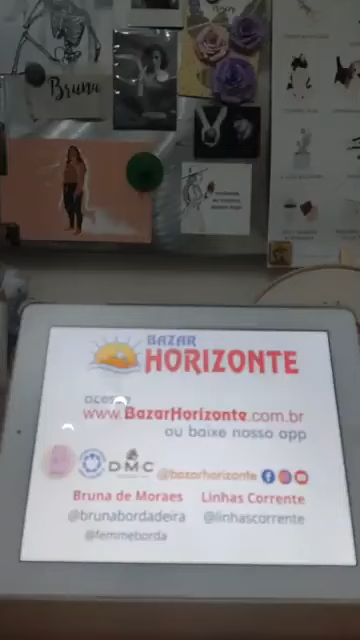 Bruna
BAZAR
HORIZONTE
acesse
www.BazarHorizonte.com.br
ou baixe nosso app
DMC
@bazarhorizonte
Bruna de Moraes Linhas Corrente
@brunabordadeira @linhascorrente
@femmeborda